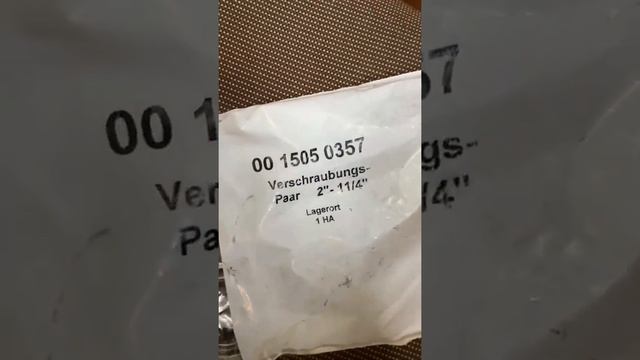 00 1505 0357
Verschraubungs-
Paar 2"- 11/4"
Lagerort
1 HA